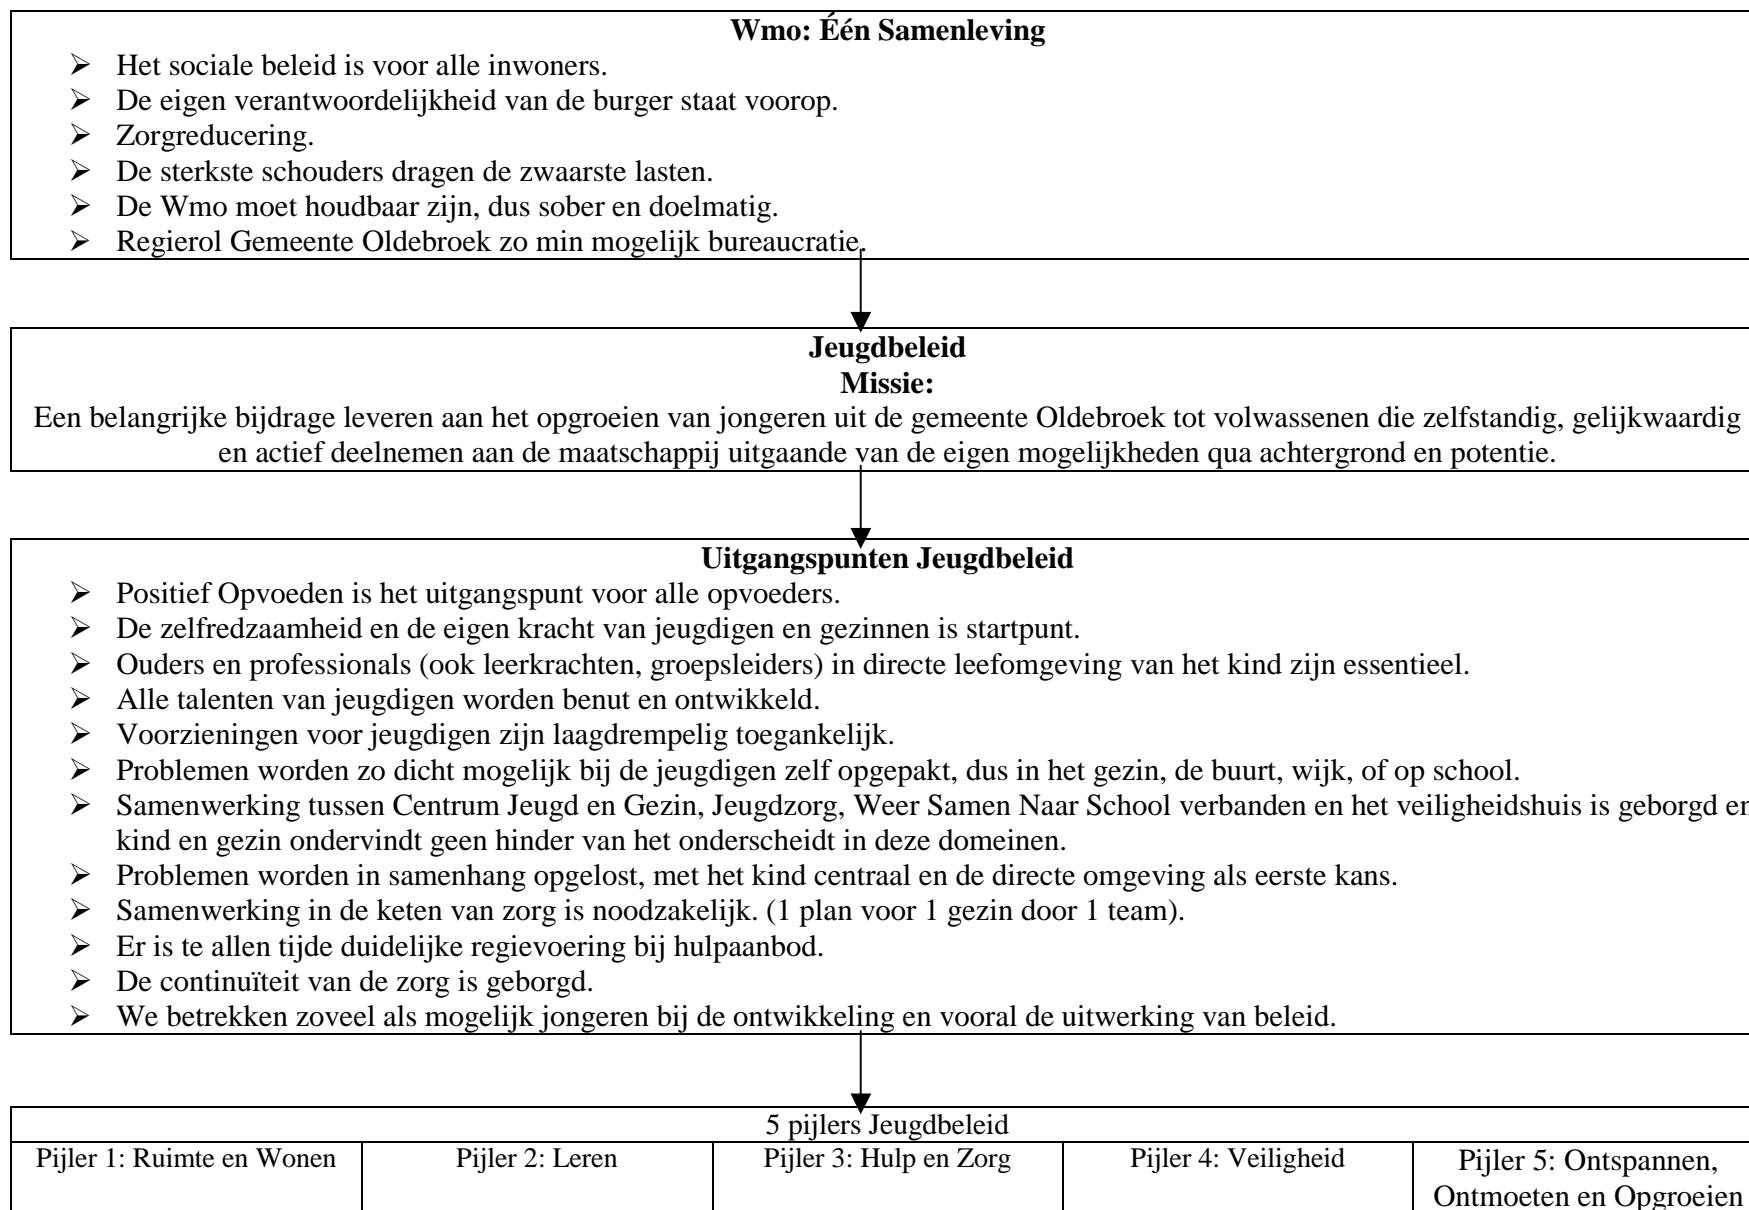 Wmo: Één Samenleving
➢ Het sociale beleid is voor alle inwoners.
➢ De eigen verantwoordelijkheid van de burger staat voorop.
➢ Zorgreducering.
➢ De sterkste schouders dragen de zwaarste lasten.
➢ De Wmo moet houdbaar zijn, dus sober en doelmatig.
➢ Regierol Gemeente Oldebroek zo min mogelijk bureaucratie.
Jeugdbeleid
Missie:
Een belangrijke bijdrage leveren aan het opgroeien van jongeren uit de gemeente Oldebroek tot volwassenen die zelfstandig, gelijkwaardig
en actief deelnemen aan de maatschappij uitgaande van de eigen mogelijkheden qua achtergrond en potentie.
Uitgangspunten Jeugdbeleid
➢ Positief Opvoeden is het uitgangspunt voor alle opvoeders.
➢ De zelfredzaamheid en de eigen kracht van jeugdigen en gezinnen is startpunt.
➢ Ouders en professionals (ook leerkrachten, groepsleiders) in directe leefomgeving van het kind zijn essentieel.
➢ Alle talenten van jeugdigen worden benut en ontwikkeld.
➢ Voorzieningen voor jeugdigen zijn laagdrempelig toegankelijk.
➢ Problemen worden zo dicht mogelijk bij de jeugdigen zelf opgepakt, dus in het gezin, de buurt, wijk, of op school.
➢ Samenwerking tussen Centrum Jeugd en Gezin, Jeugdzorg, Weer Samen Naar School verbanden en het veiligheidshuis is geborgd en
kind en gezin ondervindt geen hinder van het onderscheidt in deze domeinen.
➢ Problemen worden in samenhang opgelost, met het kind centraal en de directe omgeving als eerste kans.
➢ Samenwerking in de keten van zorg is noodzakelijk. (1 plan voor 1 gezin door 1 team).
➢ Er is te allen tijde duidelijke regievoering bij hulpaanbod.
➢ De continuïteit van de zorg is geborgd.
➢ We betrekken zoveel als mogelijk jongeren bij de ontwikkeling en vooral de uitwerking van beleid.
5 pijlers Jeugdbeleid
Pijler 1: Ruimte en Wonen
Pijler 2: Leren
Pijler 3: Hulp en Zorg
Pijler 4: Veiligheid
Pijler 5: Ontspannen,
Ontmoeten en Opgroeien